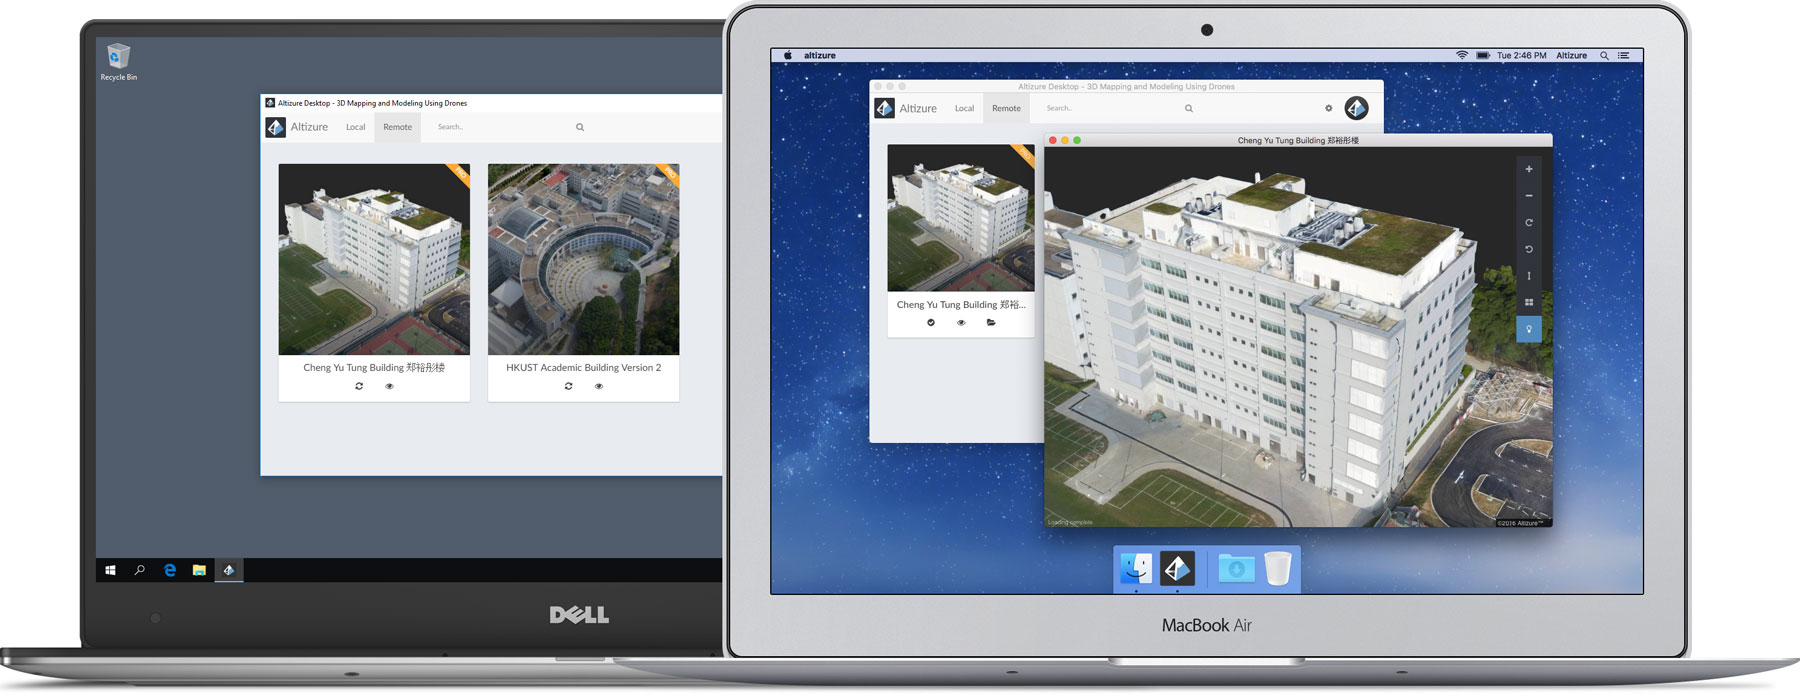 Recycle Bin
Altizure Desktop - 3D Mapping and Modeling Using Drones
Altizure
Local
Remote
Search..
PRO
PRO
Cheng Yu Tung Building 郑裕彤楼
HKUST Academic Building Version 2
DELL
altizure
Tue 2:46 PM
Altizure
Altizure Desktop - 3D Mapping and Modeling Using Drones
Altizure
Local
Remote
Search..
PRO
Cheng Yu Tung Building 郑裕...
Cheng Yu Tung Building 郑裕彤楼
Loading complete
©2016 Altizure™
MacBook Air